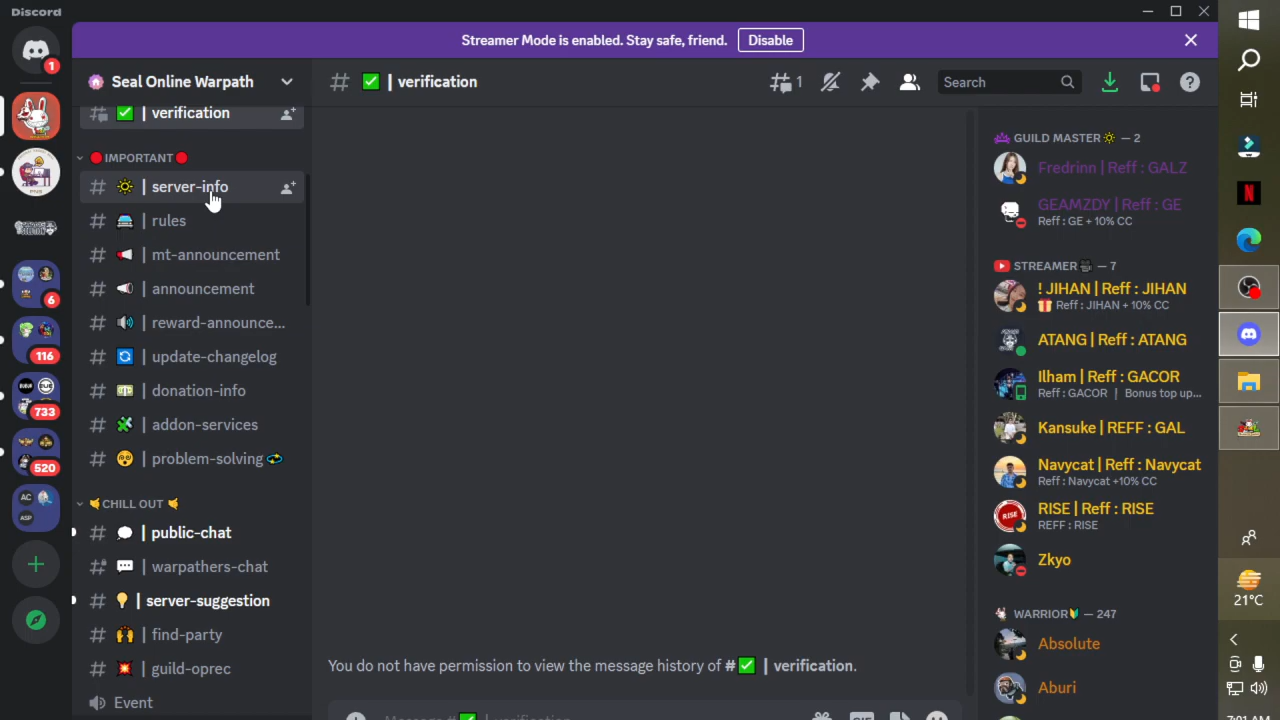 Discord
Streamer Mode is enabled. Stay safe, friend. Disable
Seal Online Warpath
# ✅ | verification
1
Search
1
6
116
733
520
AC
ASP
# ✅ | verification
🔴IMPORTANT🔴
# | server-info
# | rules
# | mt-announcement
# | announcement
# | reward-announce...
# | update-changelog
# | donation-info
# | addon-services
# | problem-solving
CHILL OUT
# | public-chat
# | warpathers-chat
# | server-suggestion
# | find-party
# | guild-oprec
Event
You do not have permission to view the message history of #✅ | verification.
GUILD MASTER — 2
Fredrinn | Reff : GALZ
GEAMZDY | Reff : GE
Reff : GE + 10% CC
STREAMER — 7
! JIHAN | Reff : JIHAN
Reff : JIHAN + 10% CC
ATANG | Reff : ATANG
Ilham | Reff : GACOR
Reff : GACOR | Bonus top up...
Kansuke | REFF : GAL
Navycat | Reff : Navycat
Reff : Navycat +10% CC
RISE
RISE | Reff : RISE
REFF : RISE
Zkyo
WARRIOR — 247
Absolute
Aburi
21°C